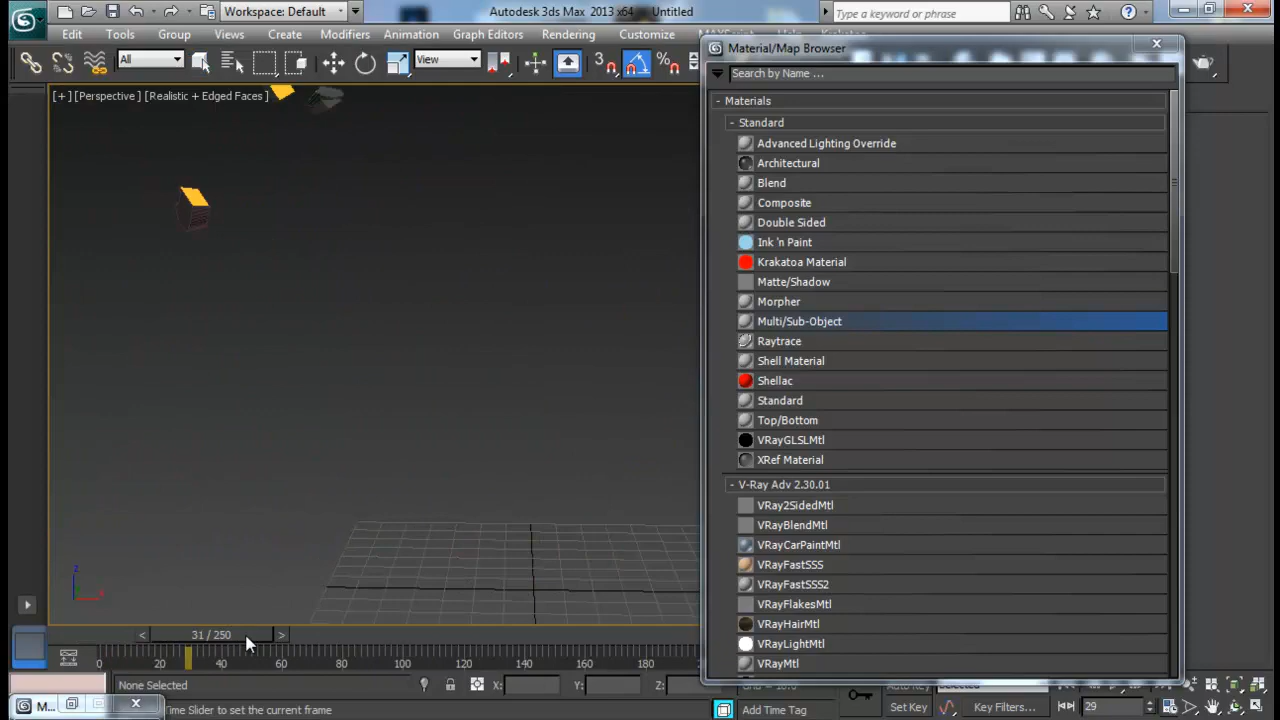 Workspace: Default
Autodesk 3ds Max 2013 x64 - Untitled
Type a keyword or phrase
Edit Tools Group Views Create Modifiers Animation Graph Editors Rendering Customize
Material/Map Browser
All
View
Search by Name ...
[+] [Perspective] [Realistic + Edged Faces]
- Materials
- Standard
Advanced Lighting Override
Architectural
Blend
Composite
Double Sided
Ink 'n Paint
Krakatoa Material
Matte/Shadow
Morpher
Multi/Sub-Object
Raytrace
Shell Material
Shellac
Standard
Top/Bottom
VRayGLSLMtl
XRef Material
- V-Ray Adv 2.30.01
VRay2SidedMtl
VRayBlendMtl
VRayCarPaintMtl
VRayFastSSS
VRayFastSSS2
VRayFlakesMtl
VRayHairMtl
VRayLightMtl
VRayMtl
z
x
< 31 / 250 >
0 20 40 60 80 100 120 140 160 180
None Selected
X: Y: Z:
M...
Time Slider to set the current frame
Add Time Tag
Set Key
Key Filters...
29